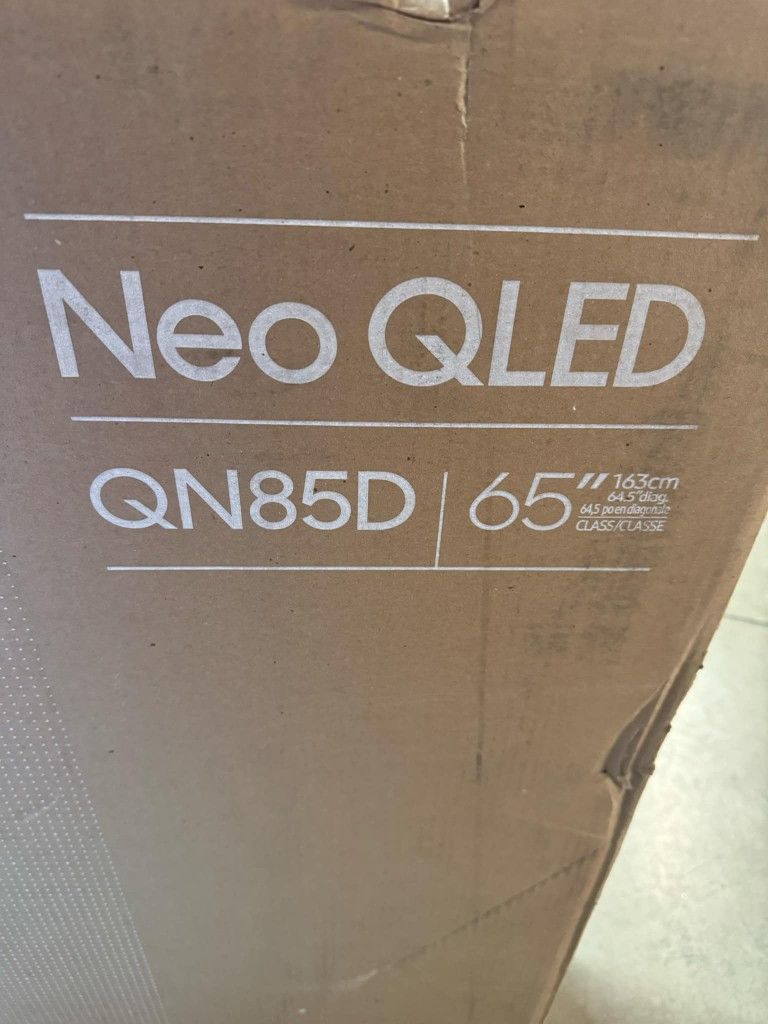 Neo QLED
QN85D | 65″ 163cm
64.5″diag.
64,5 po en diagonale
CLASS/CLASSE